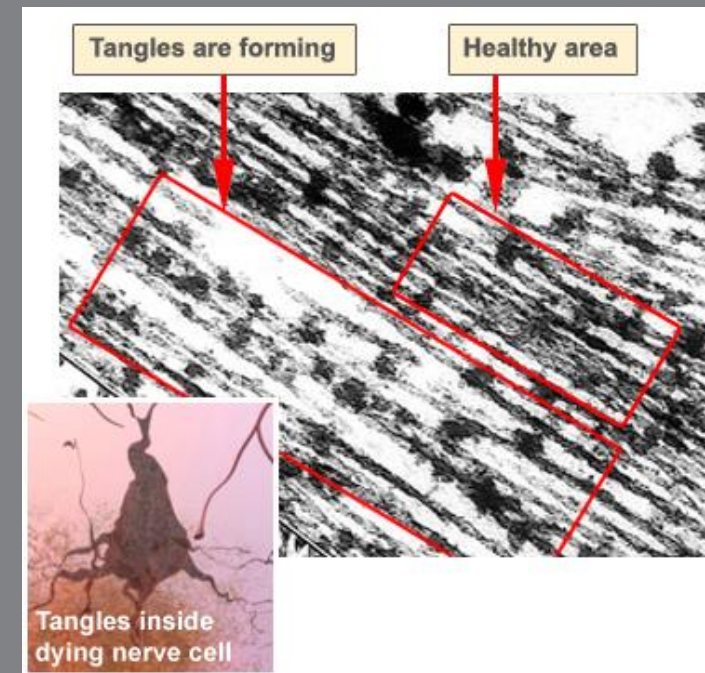 Tangles are forming
Healthy area
Tangles inside
dying nerve cell